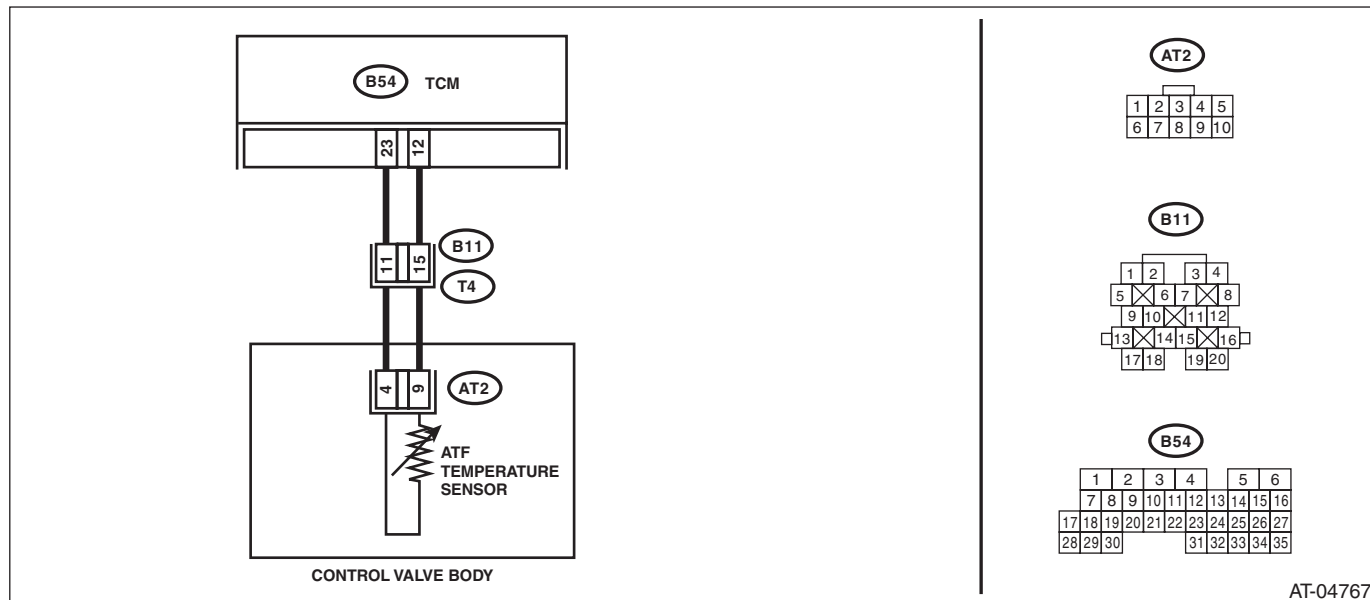 B54 TCM
23 12
11 15
B11
T4
4 9
AT2
ATF
TEMPERATURE
SENSOR
CONTROL VALVE BODY
AT2
1 2 3 4 5
6 7 8 9 10
B11
1 2 3 4
5 6 7 8
9 10 11 12
13 14 15 16
17 18 19 20
B54
1 2 3 4 5 6
7 8 9 10 11 12 13 14 15 16
17 18 19 20 21 22 23 24 25 26 27
28 29 30 31 32 33 34 35
AT-04767